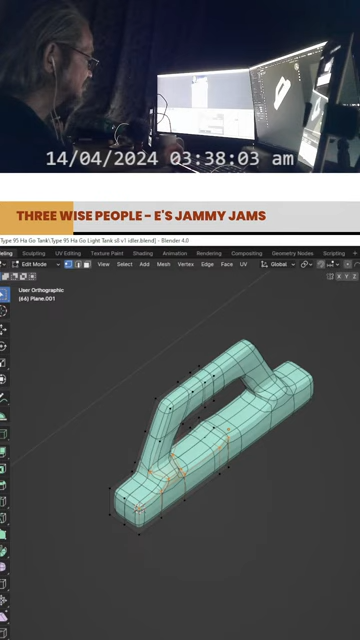 14/04/2024 03:38:03 am
THREE WISE PEOPLE - E'S JAMMY JAMS
Type 95 Ha Go Tank\Type 95 Ha Go Light Tank s8 v1 idler.blend] - Blender 4.0
Sculpting UV Editing Texture Paint Shading Animation Rendering Compositing Geometry Nodes Scripting
Edit Mode View Select Add Mesh Vertex Edge Face UV Global
X Y Z
User Orthographic
(66) Plane.001